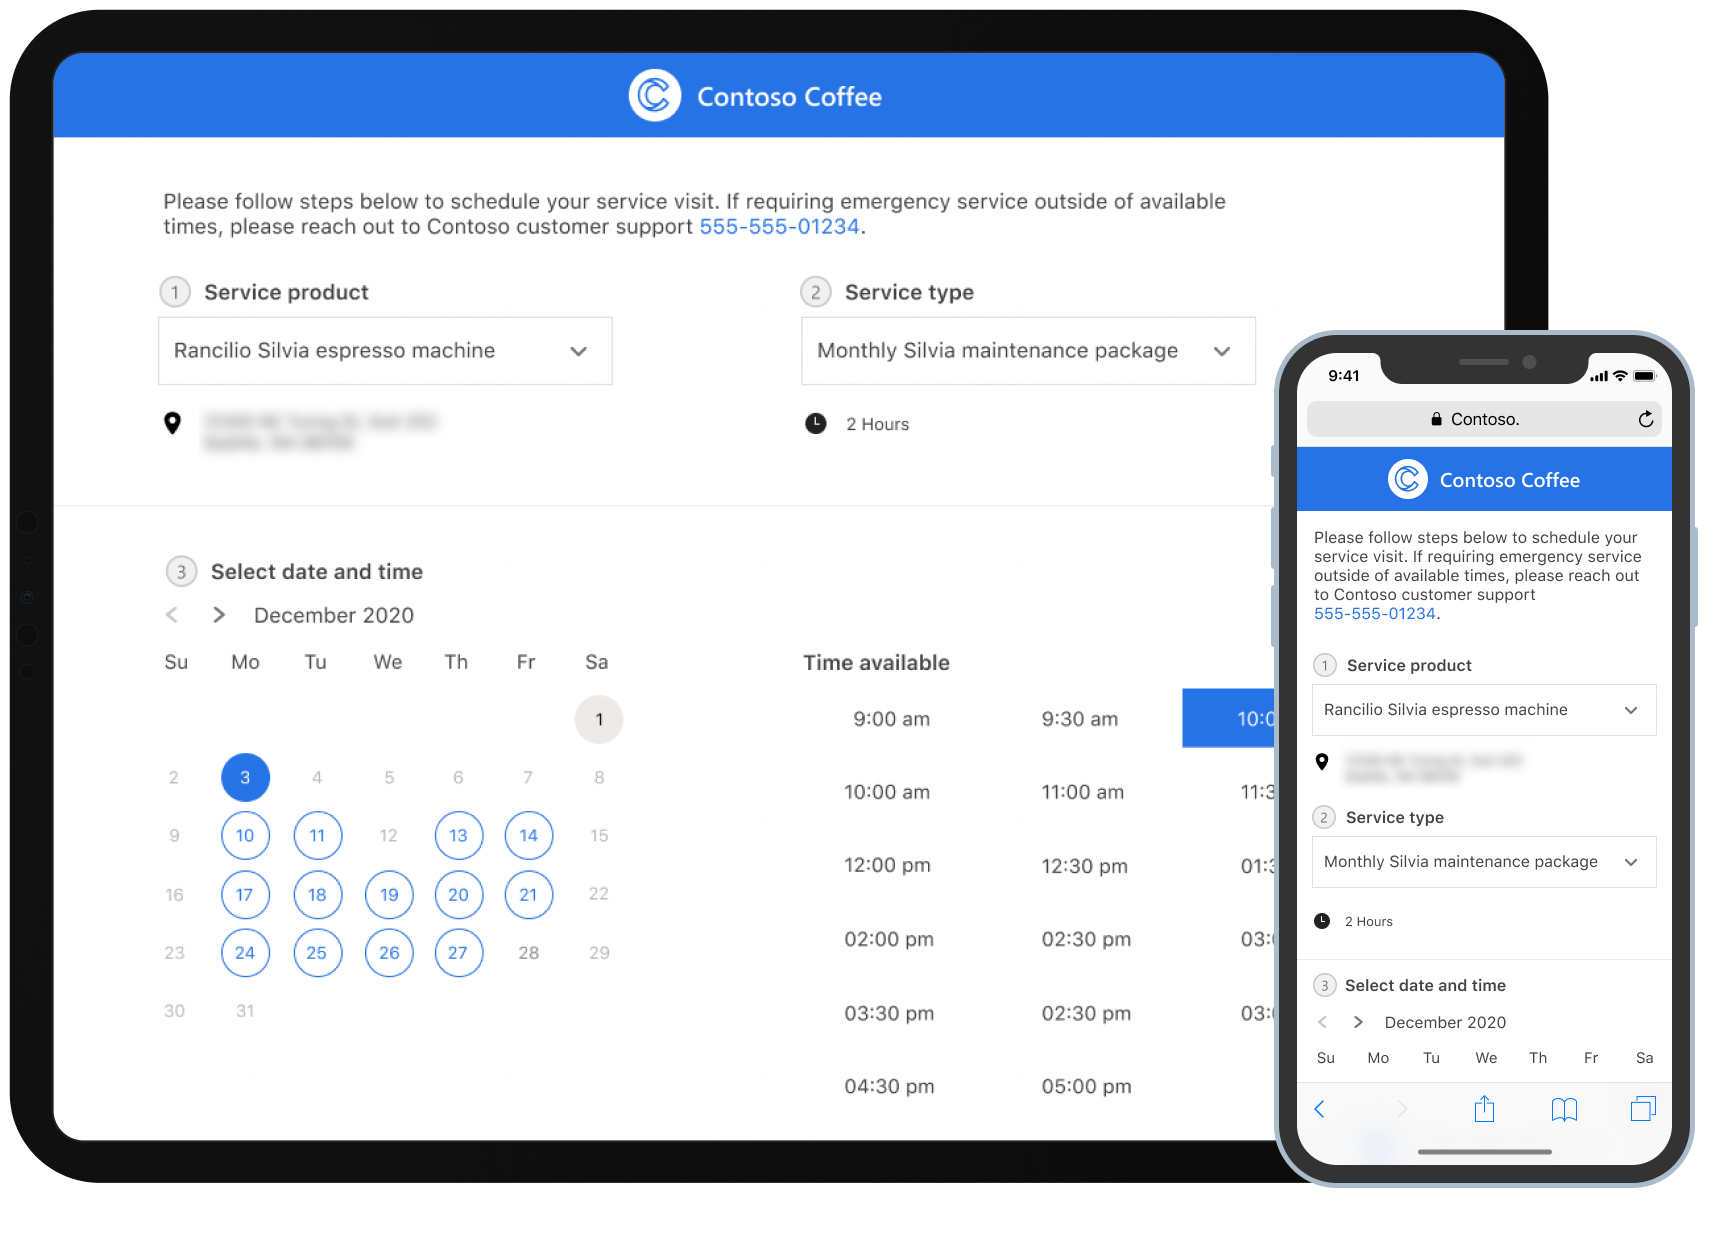 Contoso Coffee
Please follow steps below to schedule your service visit. If requiring emergency service outside of available
times, please reach out to Contoso customer support 555-555-01234.
1 Service product
2 Service type
Rancilio Silvia espresso machine
Monthly Silvia maintenance package
2 Hours
3 Select date and time
December 2020
Su Mo Tu We Th Fr Sa
1
2 3 4 5 6 7 8
9 10 11 12 13 14 15
16 17 18 19 20 21 22
23 24 25 26 27 28 29
30 31
Time available
9:00 am 9:30 am 10:0
10:00 am 11:00 am 11:3
12:00 pm 12:30 pm 01:3
02:00 pm 02:30 pm 03:0
03:30 pm 02:30 pm 03:0
04:30 pm 05:00 pm
9:41
Contoso.
Contoso Coffee
Please follow steps below to schedule your
service visit. If requiring emergency service
outside of available times, please reach out
to Contoso customer support
555-555-01234.
1 Service product
Rancilio Silvia espresso machine
2 Service type
Monthly Silvia maintenance package
2 Hours
3 Select date and time
December 2020
Su Mo Tu We Th Fr Sa